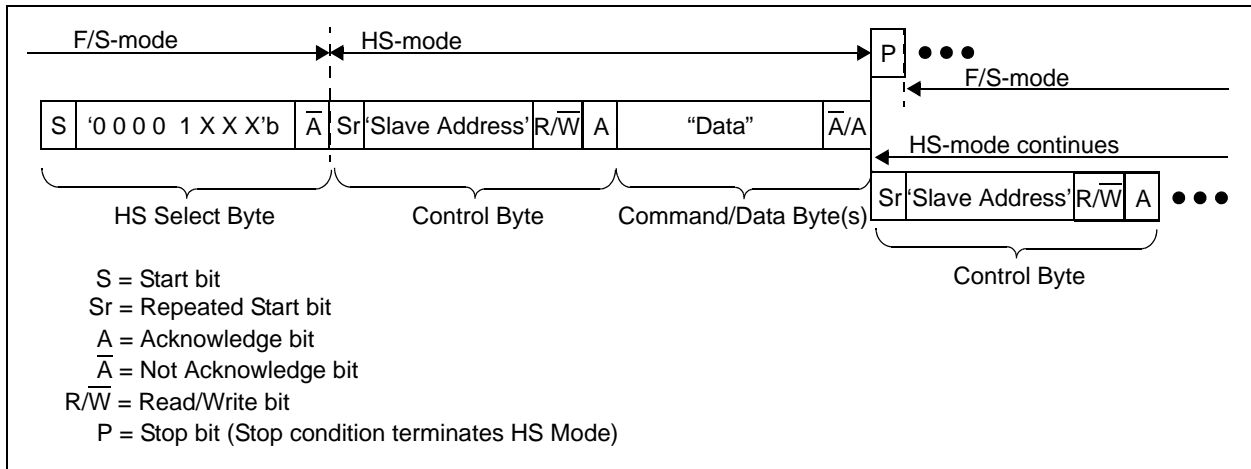 F/S-mode HS-mode
P
F/S-mode
S ‘0 0 0 0 1 X X X’b A̅ Sr ‘Slave Address’ R/W̅ A “Data” A̅/A
HS-mode continues
Sr ‘Slave Address’ R/W̅ A
HS Select Byte Control Byte Command/Data Byte(s)
Control Byte
S = Start bit
Sr = Repeated Start bit
A = Acknowledge bit
A̅ = Not Acknowledge bit
R/W̅ = Read/Write bit
P = Stop bit (Stop condition terminates HS Mode)